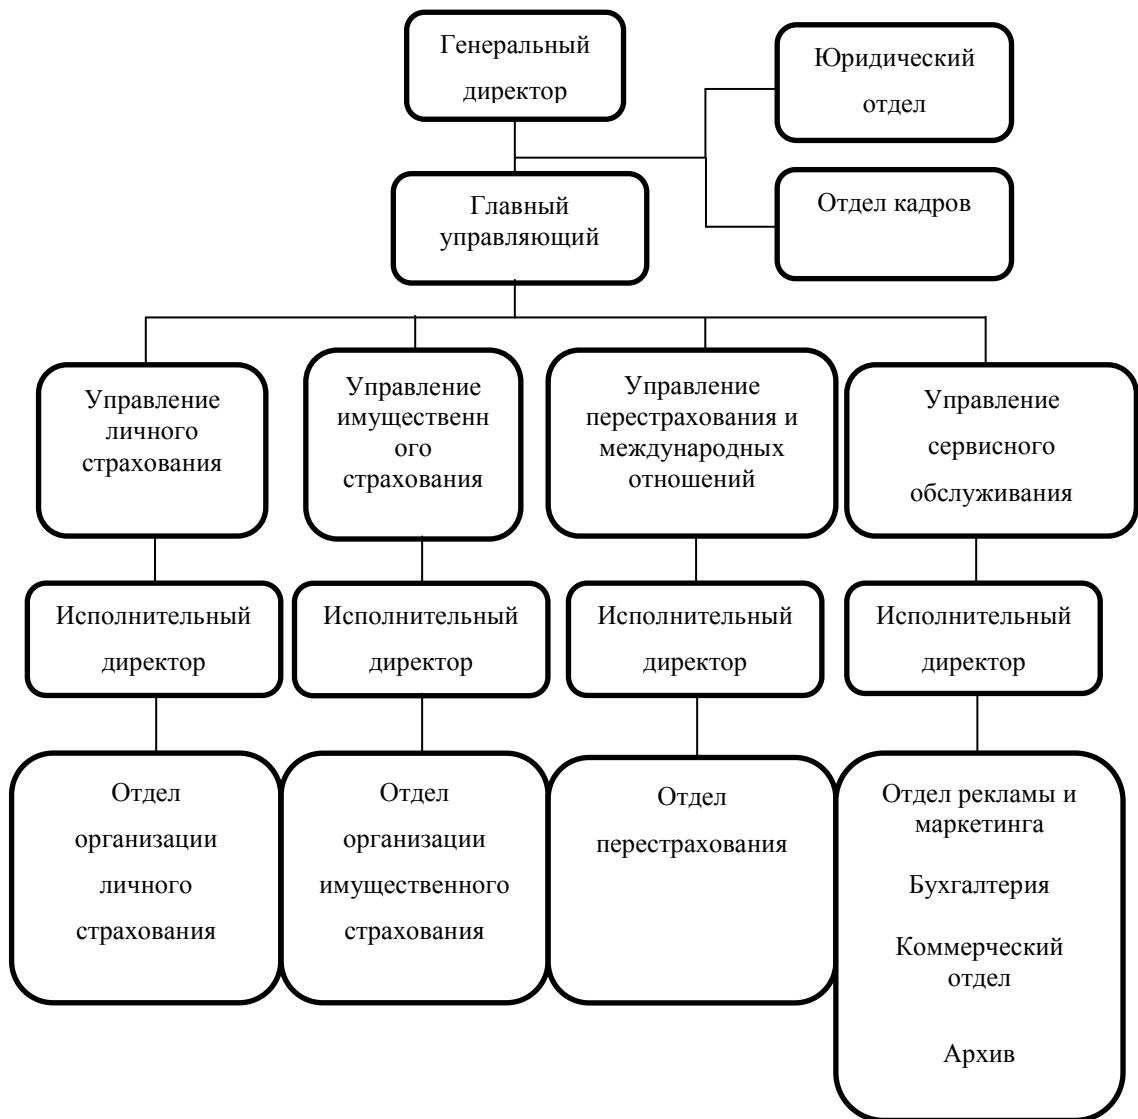 Генеральный
директор
Юридический
отдел
Главный
управляющий
Отдел кадров
Управление
личного
страхования
Управление
имуществен
ого
страхования
Управление
перестрахования и
международных
отношений
Управление
сервисного
обслуживания
Исполнительный
директор
Исполнительный
директор
Исполнительный
директор
Исполнительный
директор
Отдел
организации
личного
страхования
Отдел
организации
имущественного
страхования
Отдел
перестрахования
Отдел рекламы и
маркетинга
Бухгалтерия
Коммерческий
отдел
Архив